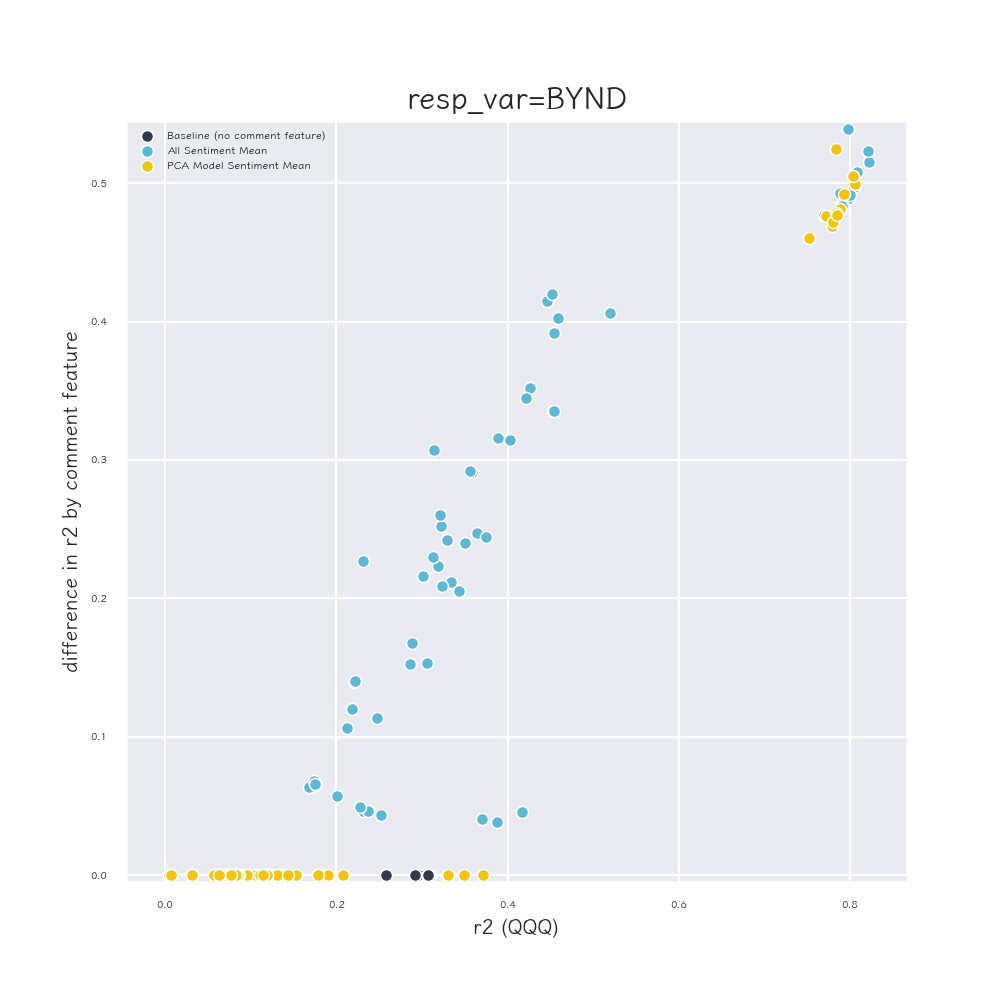 resp_var=BYND
Baseline (no comment feature)
All Sentiment Mean
PCA Model Sentiment Mean
difference in r2 by comment feature
0.5
0.4
0.3
0.2
0.1
0.0
0.0 0.2 0.4 0.6 0.8
r2 (QQQ)